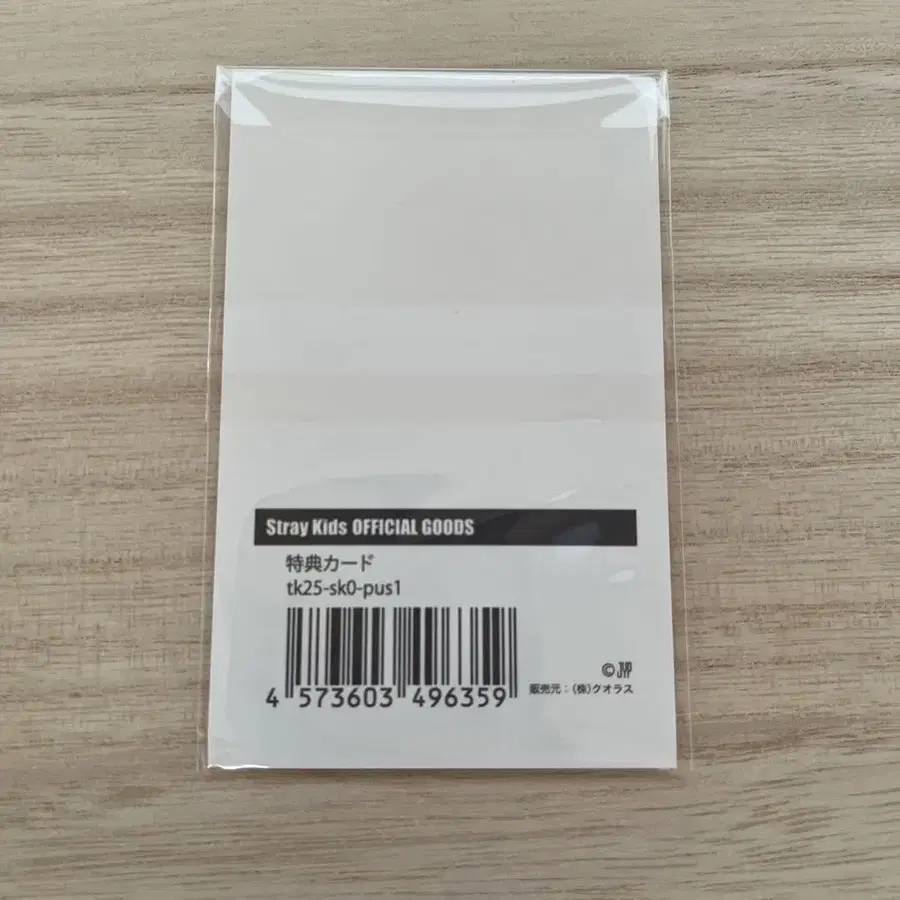 Stray Kids OFFICIAL GOODS
特典カード
tk25-sk0-pus1
4 573603 496359
© JYP
販売元：(株)クオラス